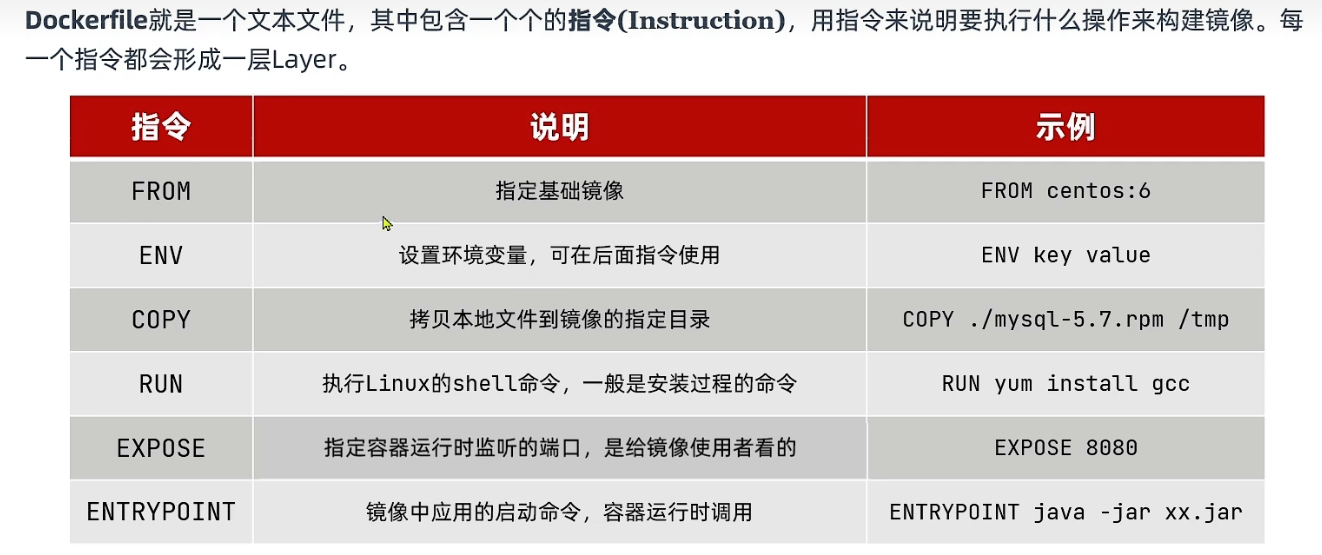 Dockerfile就是一个文本文件，其中包含一个个的指令(Instruction)，用指令来说明要执行什么操作来构建镜像。每
一个指令都会形成一层Layer。
指令 说明 示例
FROM 指定基础镜像 FROM centos:6
ENV 设置环境变量，可在后面指令使用 ENV key value
COPY 拷贝本地文件到镜像的指定目录 COPY ./mysql-5.7.rpm /tmp
RUN 执行Linux的shell命令，一般是安装过程的命令 RUN yum install gcc
EXPOSE 指定容器运行时监听的端口，是给镜像使用者看的 EXPOSE 8080
ENTRYPOINT 镜像中应用的启动命令，容器运行时调用 ENTRYPOINT java -jar xx.jar